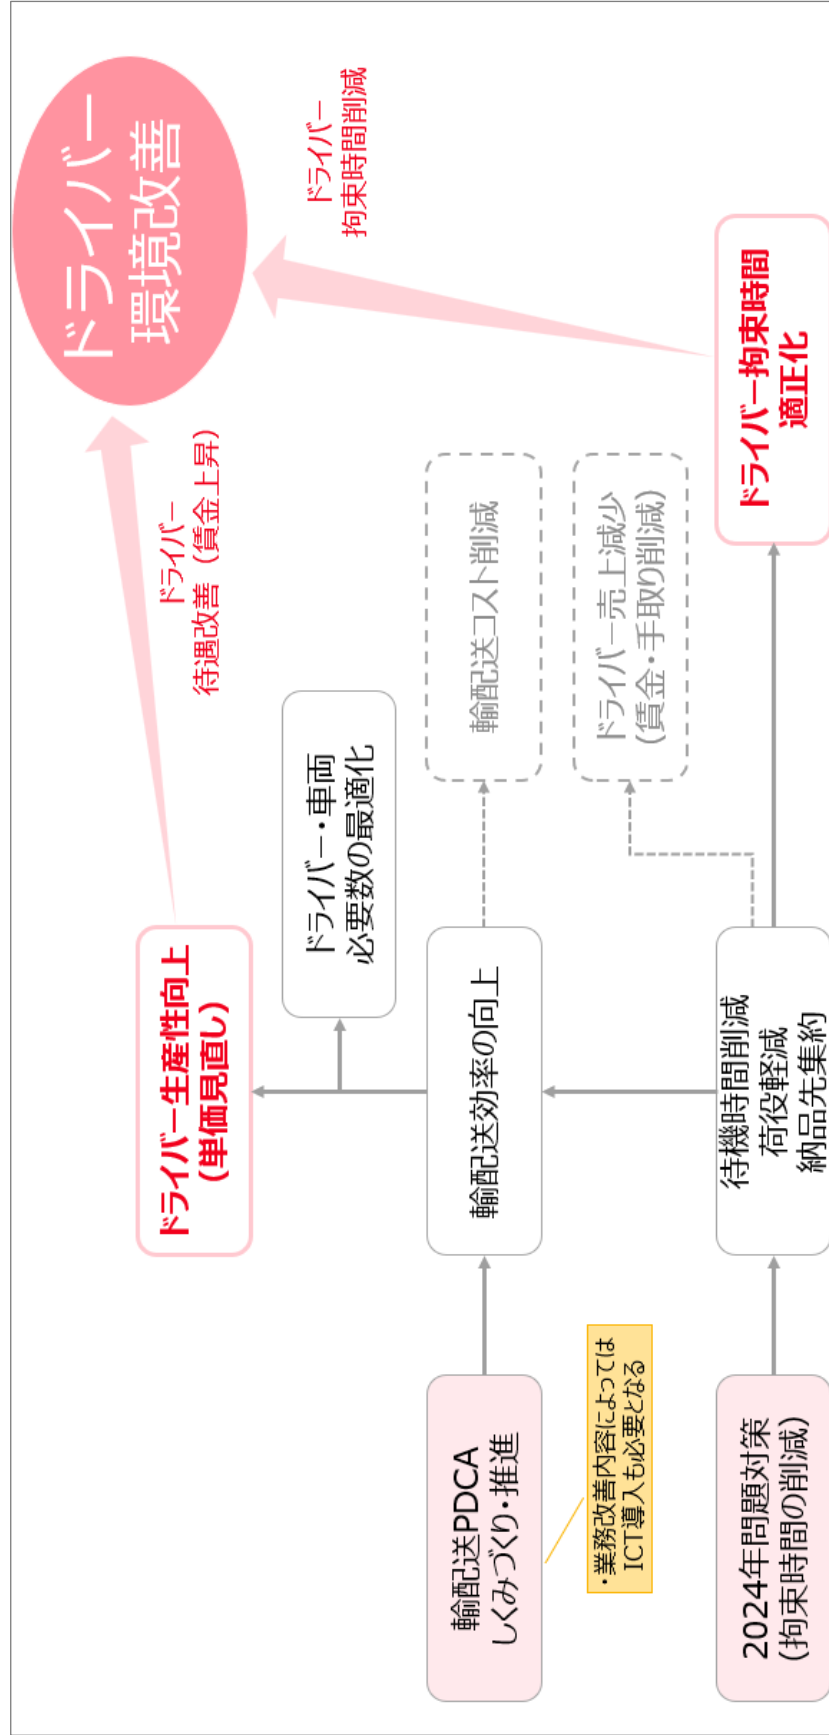 ドライバー
環境改善
ドライバー
待遇改善（賃金上昇）
ドライバー
拘束時間削減
ドライバー生産性向上
(単価見直し)
ドライバー・車両
必要数の最適化
輸配送PDCA
しくみづくり・推進
輸配送効率の向上
輸配送コスト削減
・業務改善内容によっては
ICT導入も必要となる
ドライバー売上減少
(賃金・手取り削減)
2024年問題対策
(拘束時間の削減)
待機時間削減
荷役軽減
納品先集約
ドライバー拘束時間
適正化